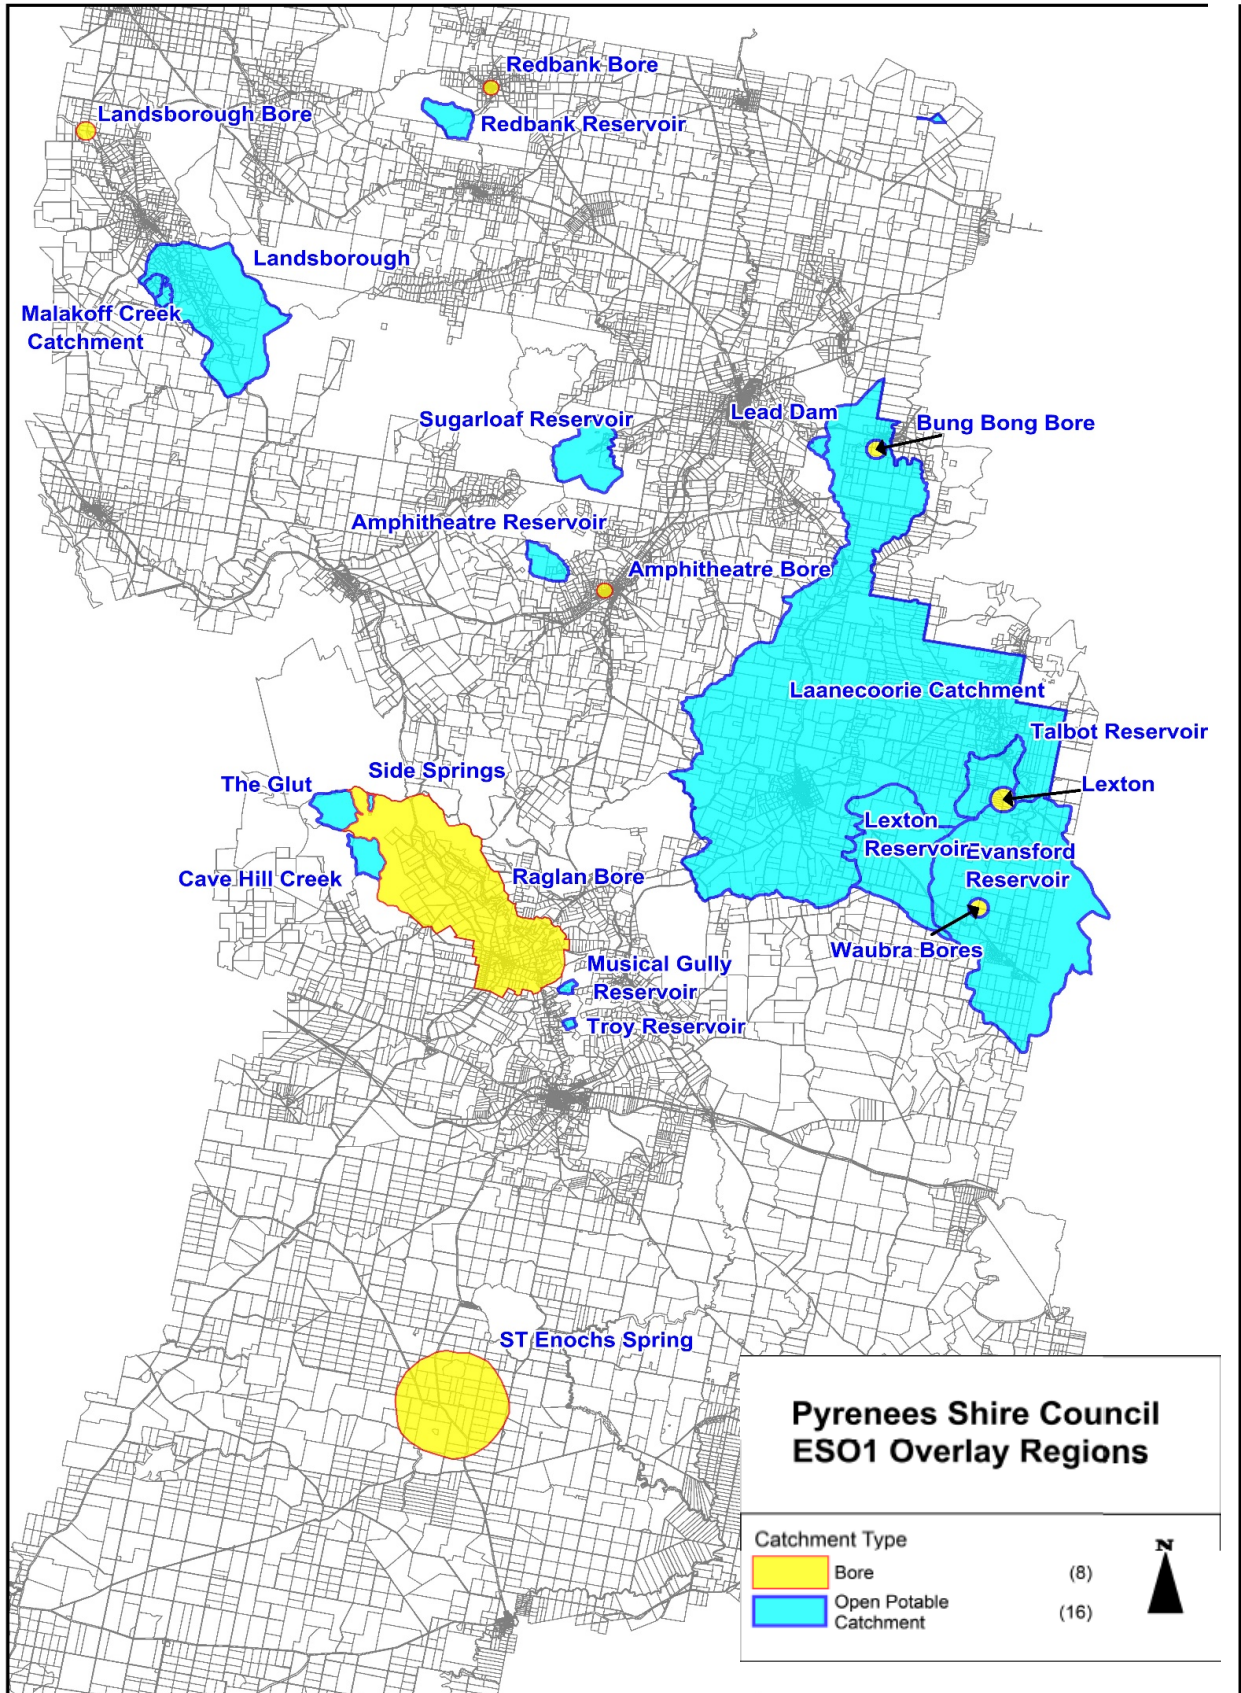 Redbank Bore
Landsborough Bore
Redbank Reservoir
Landsborough
Malakoff Creek
Catchment
Sugarloaf Reservoir
Lead Dam
Bung Bong Bore
Amphitheatre Reservoir
Amphitheatre Bore
Laanecoorie Catchment
Talbot Reservoir
Side Springs
The Glut
Lexton
Lexton
Reservoir
Evansford
Reservoir
Cave Hill Creek
Raglan Bore
Waubra Bores
Musical Gully
Reservoir
Troy Reservoir
ST Enochs Spring
Pyrenees Shire Council
ESO1 Overlay Regions
Catchment Type
Bore (8)
Open Potable
Catchment (16)
N